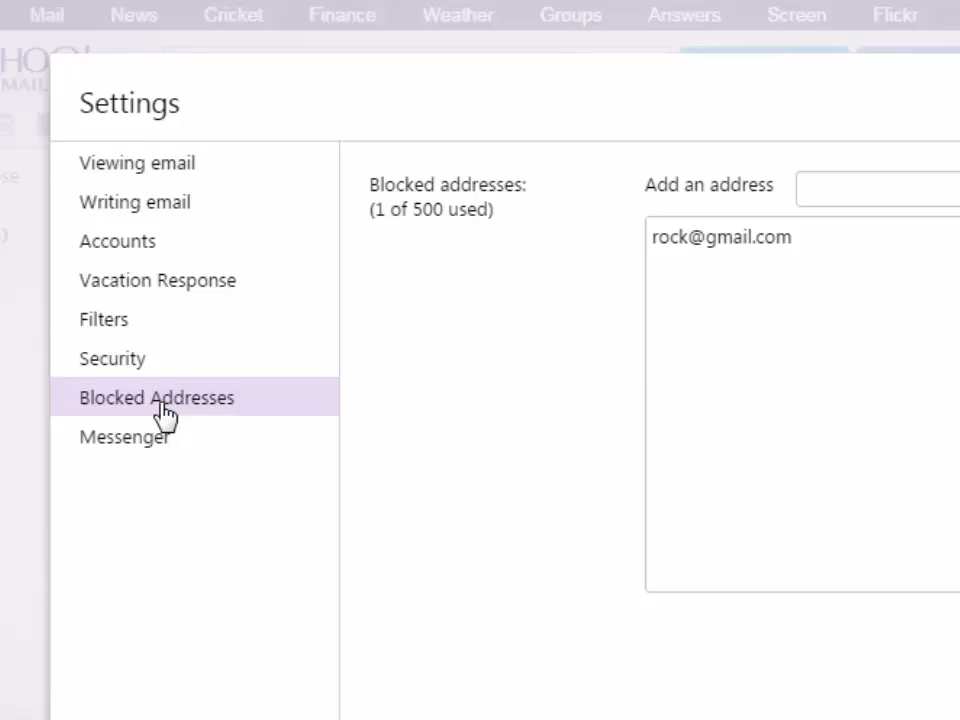 Mail News Cricket Finance Weather Groups Answers Screen Flickr
MAIL
Settings
Viewing email
Writing email
Accounts
Vacation Response
Filters
Security
Blocked Addresses
Messenger
Blocked addresses:
(1 of 500 used)
Add an address
rock@gmail.com